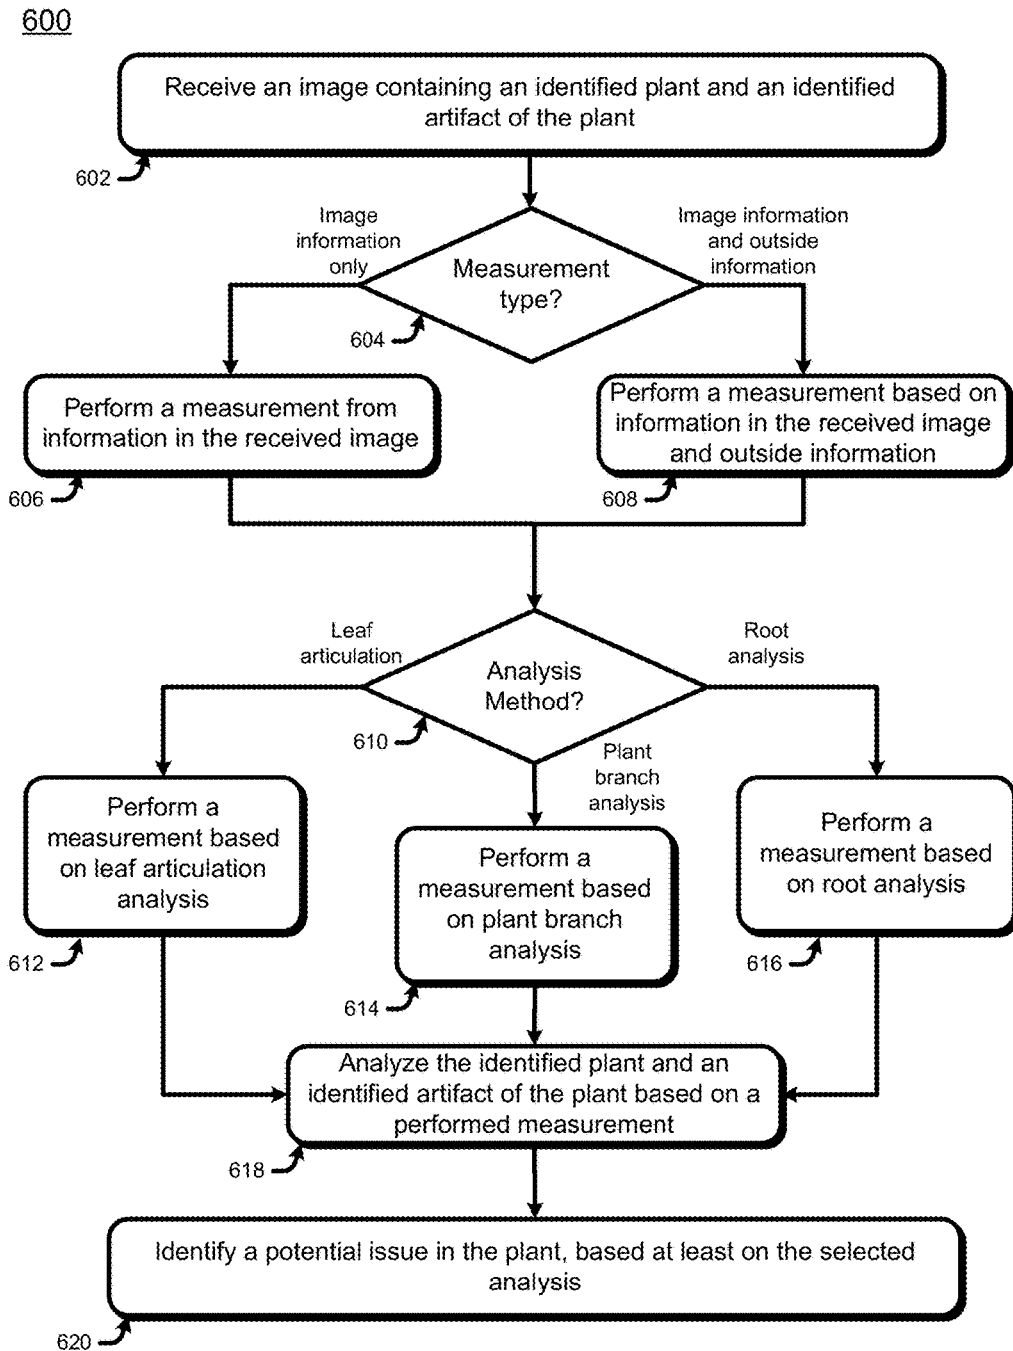 600
Receive an image containing an identified plant and an identified
artifact of the plant
602
Image
information
only
Image information
and outside
information
Measurement
type?
604
Perform a measurement from
information in the received image
606
Perform a measurement based on
information in the received image
and outside information
608
Leaf
articulation
Root
analysis
Analysis
Method?
610
Plant
branch
analysis
Perform a
measurement based
on leaf articulation
analysis
612
Perform a
measurement based
on plant branch
analysis
614
Perform a
measurement based
on root analysis
616
Analyze the identified plant and an
identified artifact of the plant based on a
performed measurement
618
Identify a potential issue in the plant, based at least on the selected
analysis
620